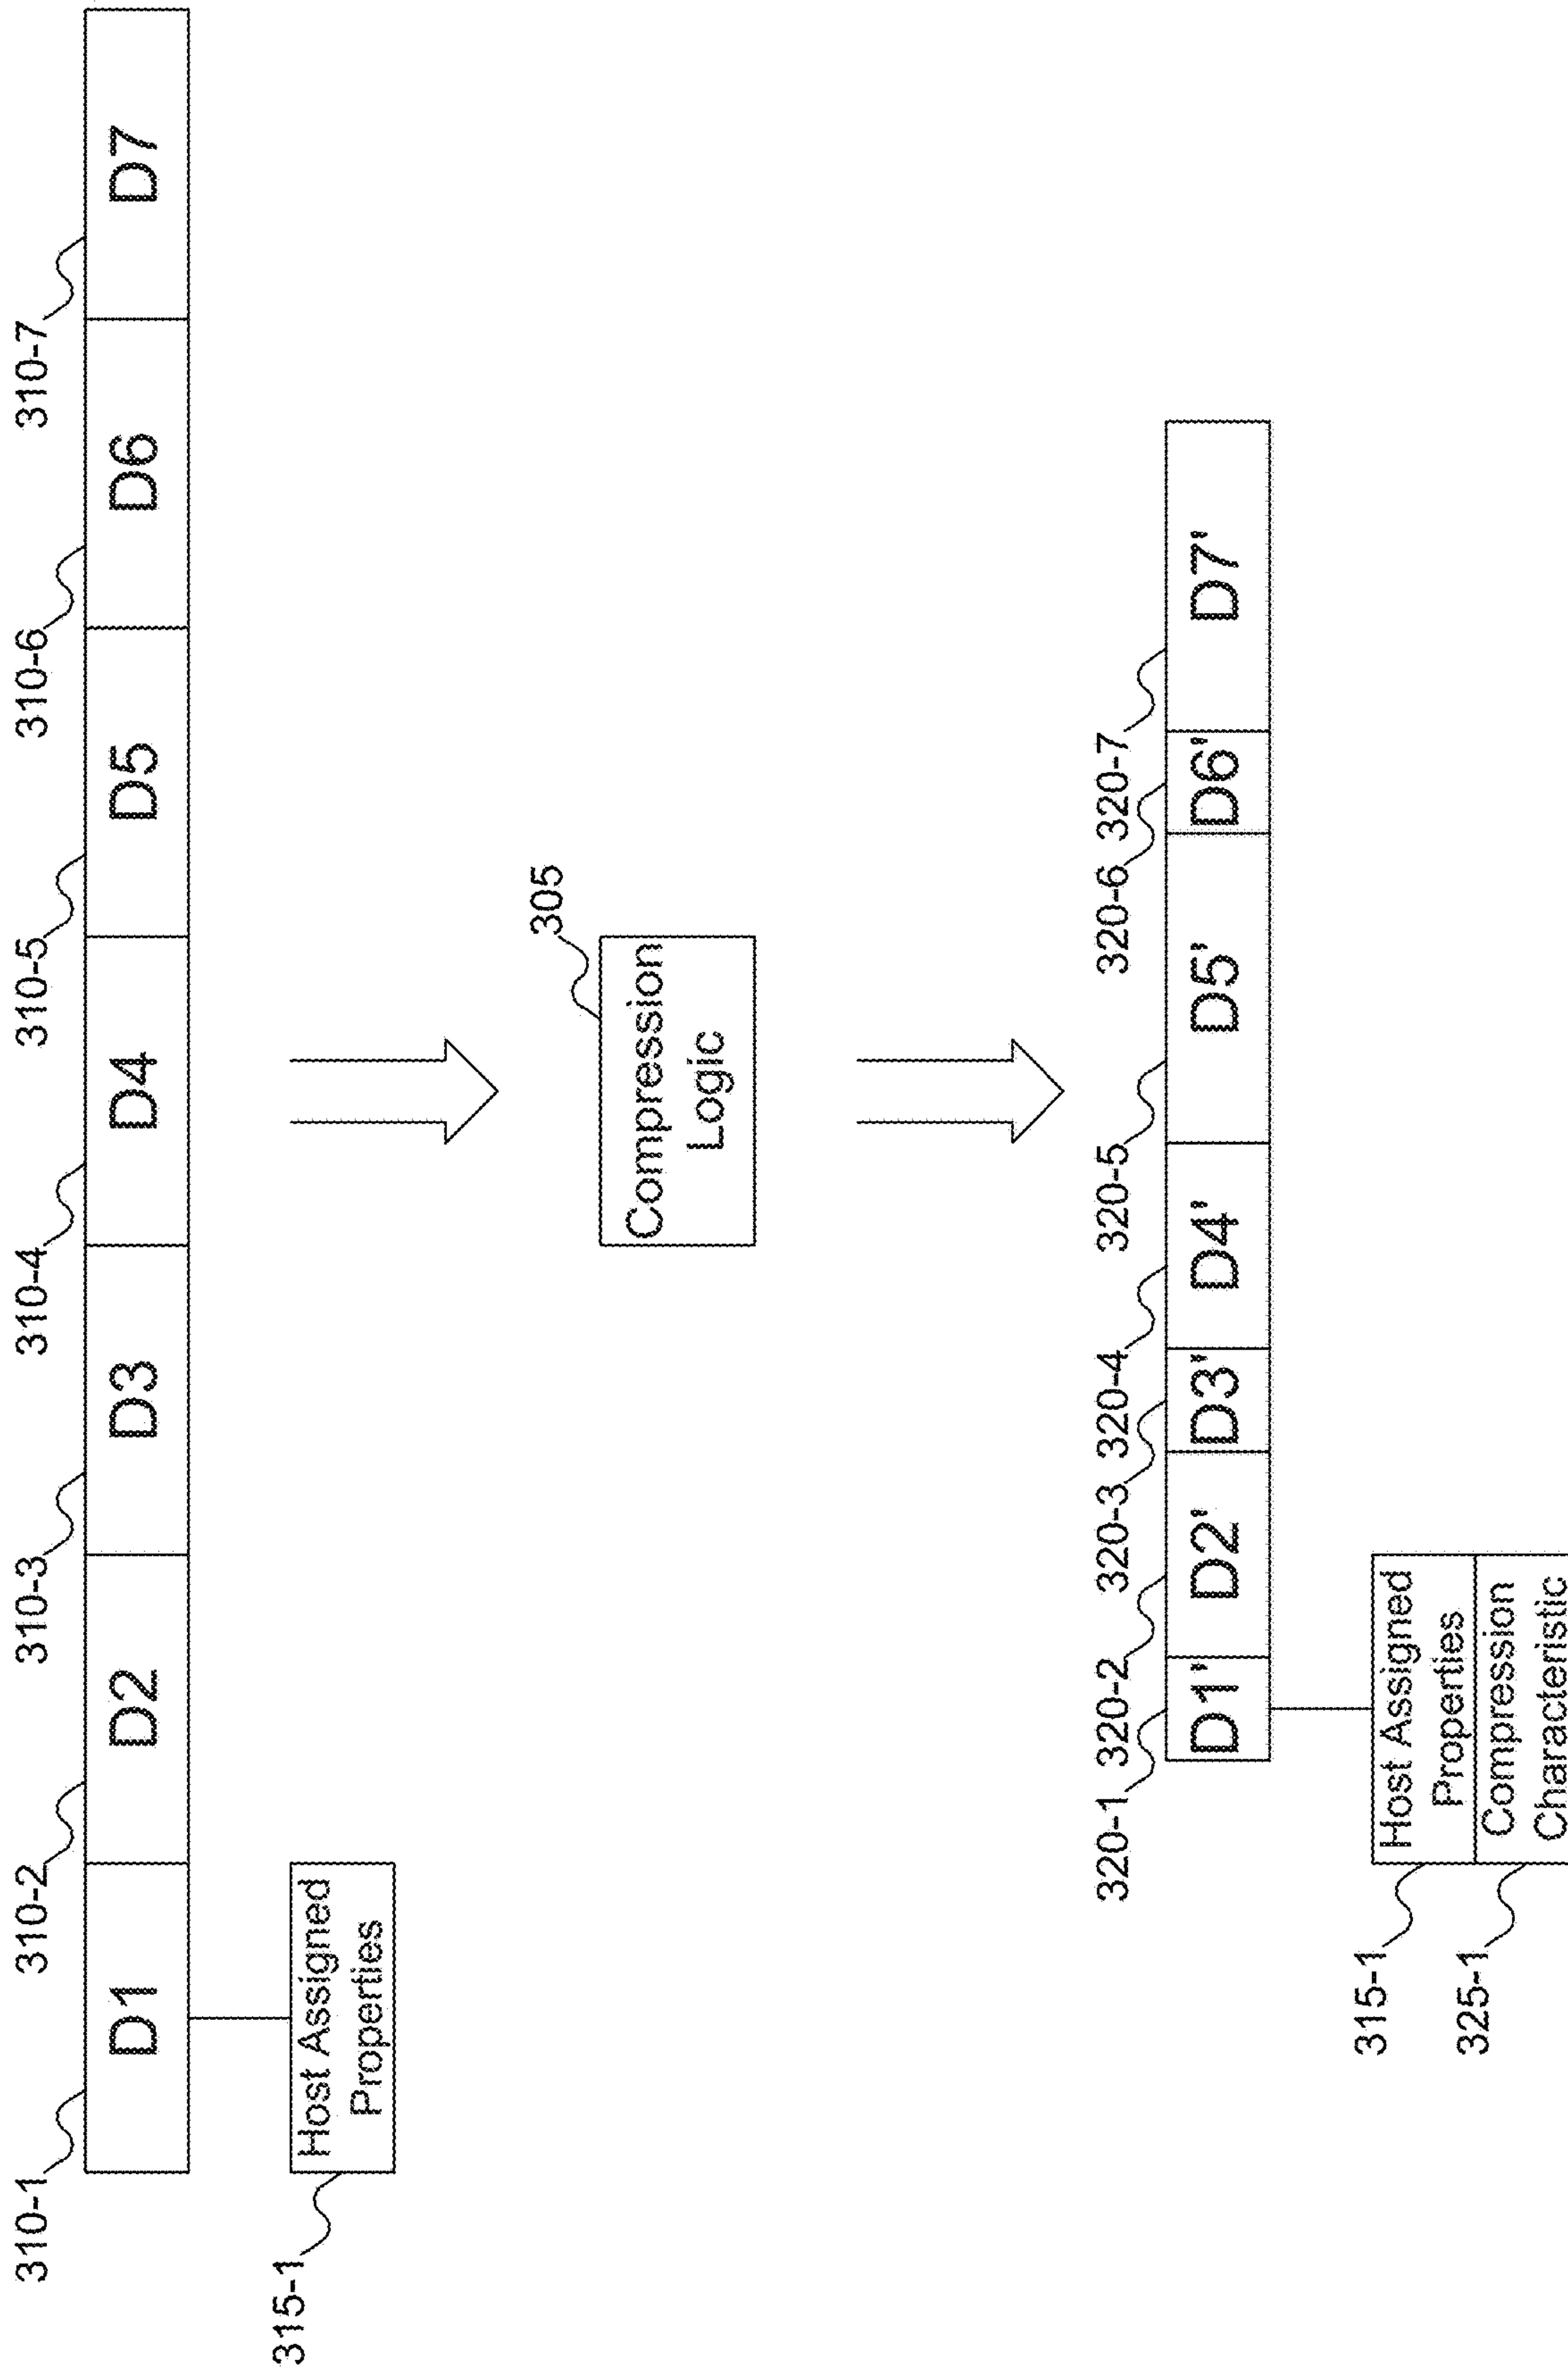 310-1
310-2
310-3
310-4
310-5
310-6
310-7
D1
D2
D3
D4
D5
D6
D7
315-1
Host Assigned
Properties
305
Compression
Logic
320-1
320-2
320-3
320-4
320-5
320-6
320-7
D1'
D2'
D3'
D4'
D5'
D6'
D7'
315-1
Host Assigned
Properties
325-1
Compression
Characteristic